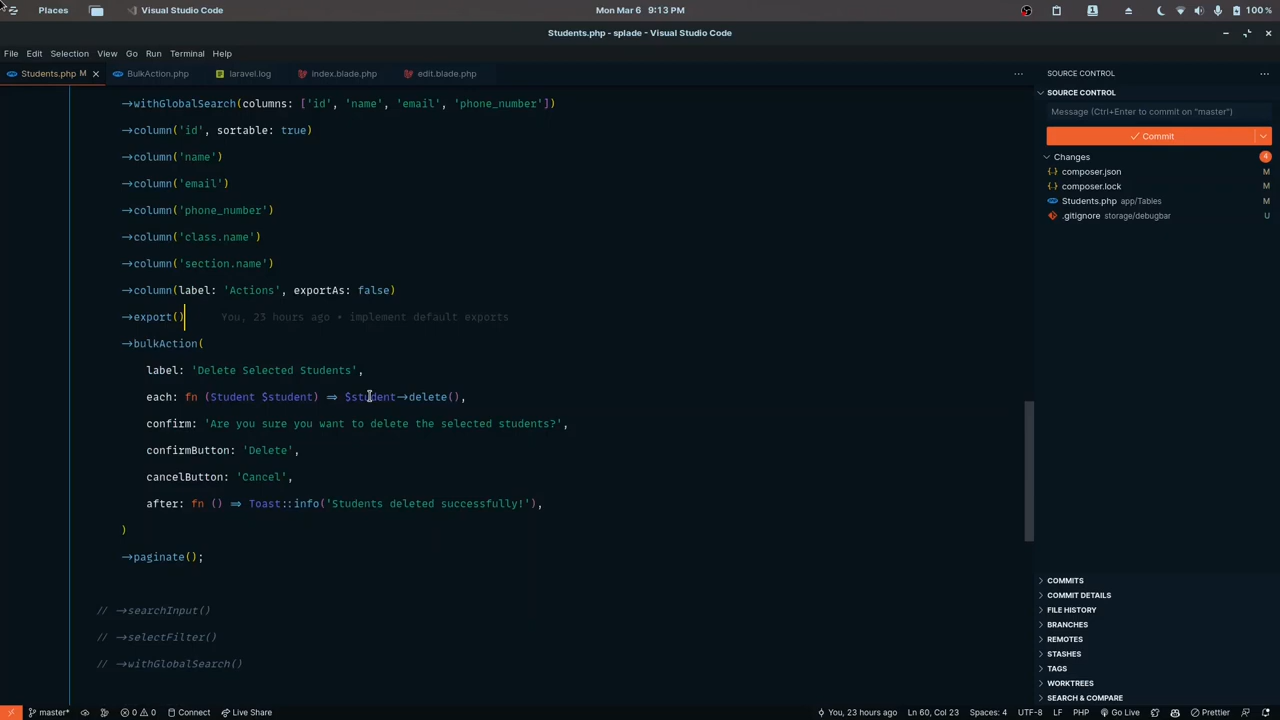 Places
Visual Studio Code
Mon Mar 6 9:13 PM
1
100 %
Students.php - splade - Visual Studio Code
File Edit Selection View Go Run Terminal Help
Students.php M
BulkAction.php
laravel.log
index.blade.php
edit.blade.php
->withGlobalSearch(columns: ['id', 'name', 'email', 'phone_number'])
->column('id', sortable: true)
->column('name')
->column('email')
->column('phone_number')
->column('class.name')
->column('section.name')
->column(label: 'Actions', exportAs: false)
->export() You, 23 hours ago • implement default exports
->bulkAction(
label: 'Delete Selected Students',
each: fn (Student $student) => $student->delete(),
confirm: 'Are you sure you want to delete the selected students?',
confirmButton: 'Delete',
cancelButton: 'Cancel',
after: fn () => Toast::info('Students deleted successfully!'),
)
->paginate();
// ->searchInput()
// ->selectFilter()
// ->withGlobalSearch()
SOURCE CONTROL
SOURCE CONTROL
Message (Ctrl+Enter to commit on "master")
Commit
Changes 4
composer.json M
composer.lock M
Students.php app/Tables M
.gitignore storage/debugbar U
COMMITS
COMMIT DETAILS
FILE HISTORY
BRANCHES
REMOTES
STASHES
TAGS
WORKTREES
SEARCH & COMPARE
master* 0 0 Connect Live Share You, 23 hours ago Ln 60, Col 23 Spaces: 4 UTF-8 LF PHP Go Live Prettier